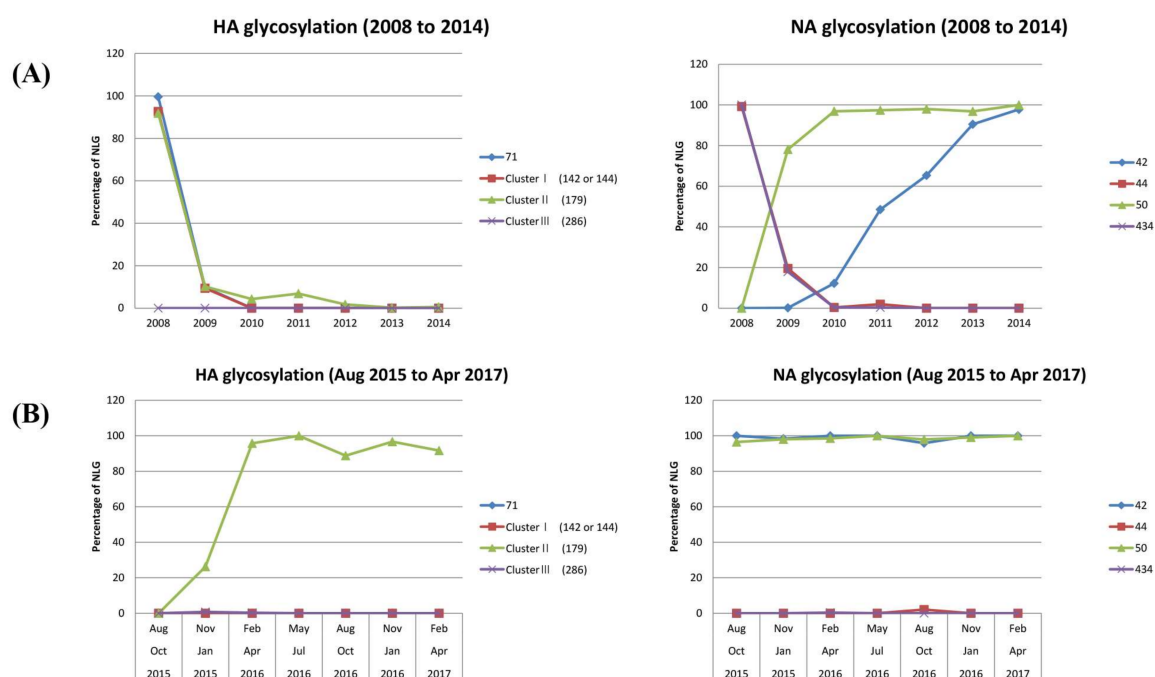 (A)
HA glycosylation (2008 to 2014)
Percentage of NLG
120
100
80
60
40
20
0
2008 2009 2010 2011 2012 2013 2014
71
Cluster I (142 or 144)
Cluster II (179)
Cluster III (286)
NA glycosylation (2008 to 2014)
Percentage of NLG
120
100
80
60
40
20
0
2008 2009 2010 2011 2012 2013 2014
42
44
50
434
(B)
HA glycosylation (Aug 2015 to Apr 2017)
Percentage of NLG
120
100
80
60
40
20
0
Aug Nov Feb May Aug Nov Feb
Oct Jan Apr Jul Oct Jan Apr
2015 2015 2016 2016 2016 2016 2017
71
Cluster I (142 or 144)
Cluster II (179)
Cluster III (286)
NA glycosylation (Aug 2015 to Apr 2017)
Percentage of NLG
120
100
80
60
40
20
0
Aug Nov Feb May Aug Nov Feb
Oct Jan Apr Jul Oct Jan Apr
2015 2015 2016 2016 2016 2016 2017
42
44
50
434